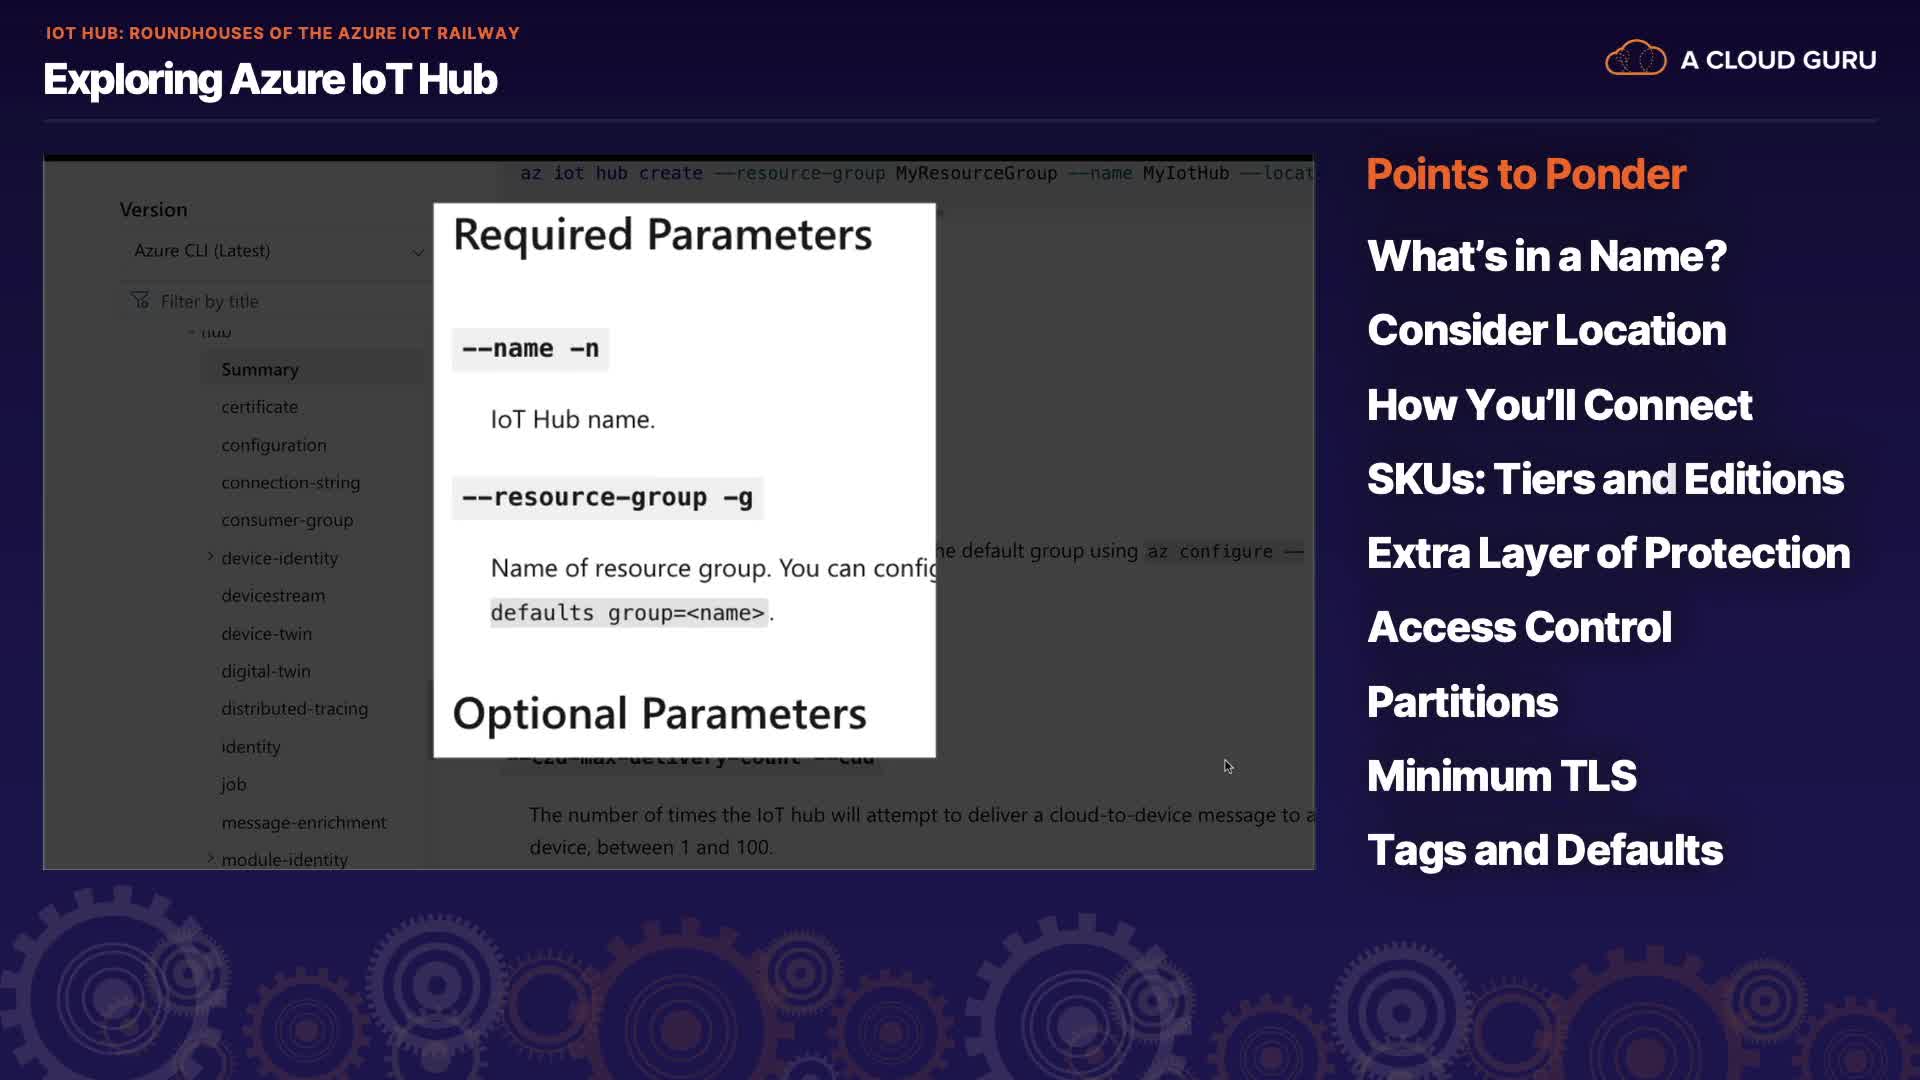 IOT HUB: ROUNDHOUSES OF THE AZURE IOT RAILWAY
Exploring Azure IoT Hub
A CLOUD GURU
az iot hub create --resource-group MyResourceGroup --name MyIotHub --locat
Version
Azure CLI (Latest)
Filter by title
hub
Summary
certificate
configuration
connection-string
consumer-group
device-identity
devicestream
device-twin
digital-twin
distributed-tracing
identity
job
message-enrichment
module-identity
Required Parameters
--name -n
IoT Hub name.
--resource-group -g
Name of resource group. You can config
he default group using az configure --
defaults group=<name>.
Optional Parameters
--c2d-max-delivery-count --cdd
The number of times the IoT hub will attempt to deliver a cloud-to-device message to a
device, between 1 and 100.
Points to Ponder
What's in a Name?
Consider Location
How You'll Connect
SKUs: Tiers and Editions
Extra Layer of Protection
Access Control
Partitions
Minimum TLS
Tags and Defaults